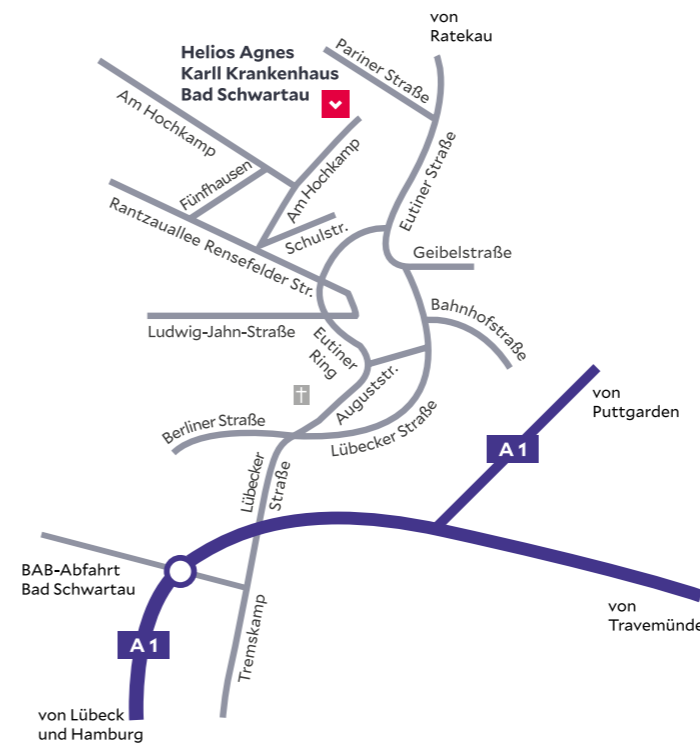 von
Ratekau
Helios Agnes
Karll Krankenhaus
Bad Schwartau
Pariner Straße
Am Hochkamp
Eutiner Straße
Am Hochkamp
Fünfhausen
Rantzauallee Rensefelder Str.
Schulstr.
Geibelstraße
Bahnhofstraße
Ludwig-Jahn-Straße
Eutiner
Ring
Auguststr.
von
Puttgarden
Berliner Straße
Lübecker Straße
A 1
Lübecker
Straße
BAB-Abfahrt
Bad Schwartau
von
Travemünde
A 1
Tremskamp
von Lübeck
und Hamburg